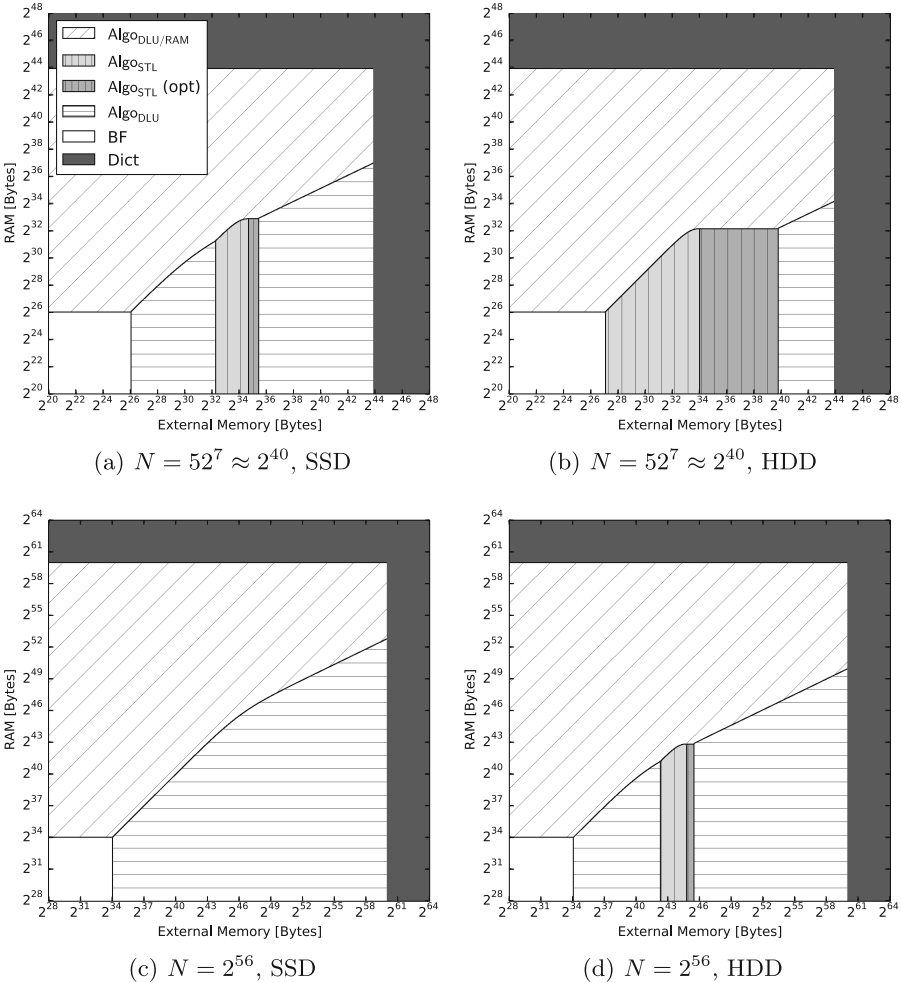 2^48
2^46
2^44
2^42
2^40
2^38
2^36
2^34
2^32
2^30
2^28
2^26
2^24
2^22
2^20
RAM [Bytes]
Algo_DLU/RAM
Algo_STL
Algo_STL (opt)
Algo_DLU
BF
Dict
2^20 2^22 2^24 2^26 2^28 2^30 2^32 2^34 2^36 2^38 2^40 2^42 2^44 2^46 2^48
External Memory [Bytes]
(a) N = 52^7 ≈ 2^40, SSD
2^48
2^46
2^44
2^42
2^40
2^38
2^36
2^34
2^32
2^30
2^28
2^26
2^24
2^22
2^20
RAM [Bytes]
2^20 2^22 2^24 2^26 2^28 2^30 2^32 2^34 2^36 2^38 2^40 2^42 2^44 2^46 2^48
External Memory [Bytes]
(b) N = 52^7 ≈ 2^40, HDD
2^64
2^61
2^58
2^55
2^52
2^49
2^46
2^43
2^40
2^37
2^34
2^31
2^28
RAM [Bytes]
2^28 2^31 2^34 2^37 2^40 2^43 2^46 2^49 2^52 2^55 2^58 2^61 2^64
External Memory [Bytes]
(c) N = 2^56, SSD
2^64
2^61
2^58
2^55
2^52
2^49
2^46
2^43
2^40
2^37
2^34
2^31
2^28
RAM [Bytes]
2^28 2^31 2^34 2^37 2^40 2^43 2^46 2^49 2^52 2^55 2^58 2^61 2^64
External Memory [Bytes]
(d) N = 2^56, HDD